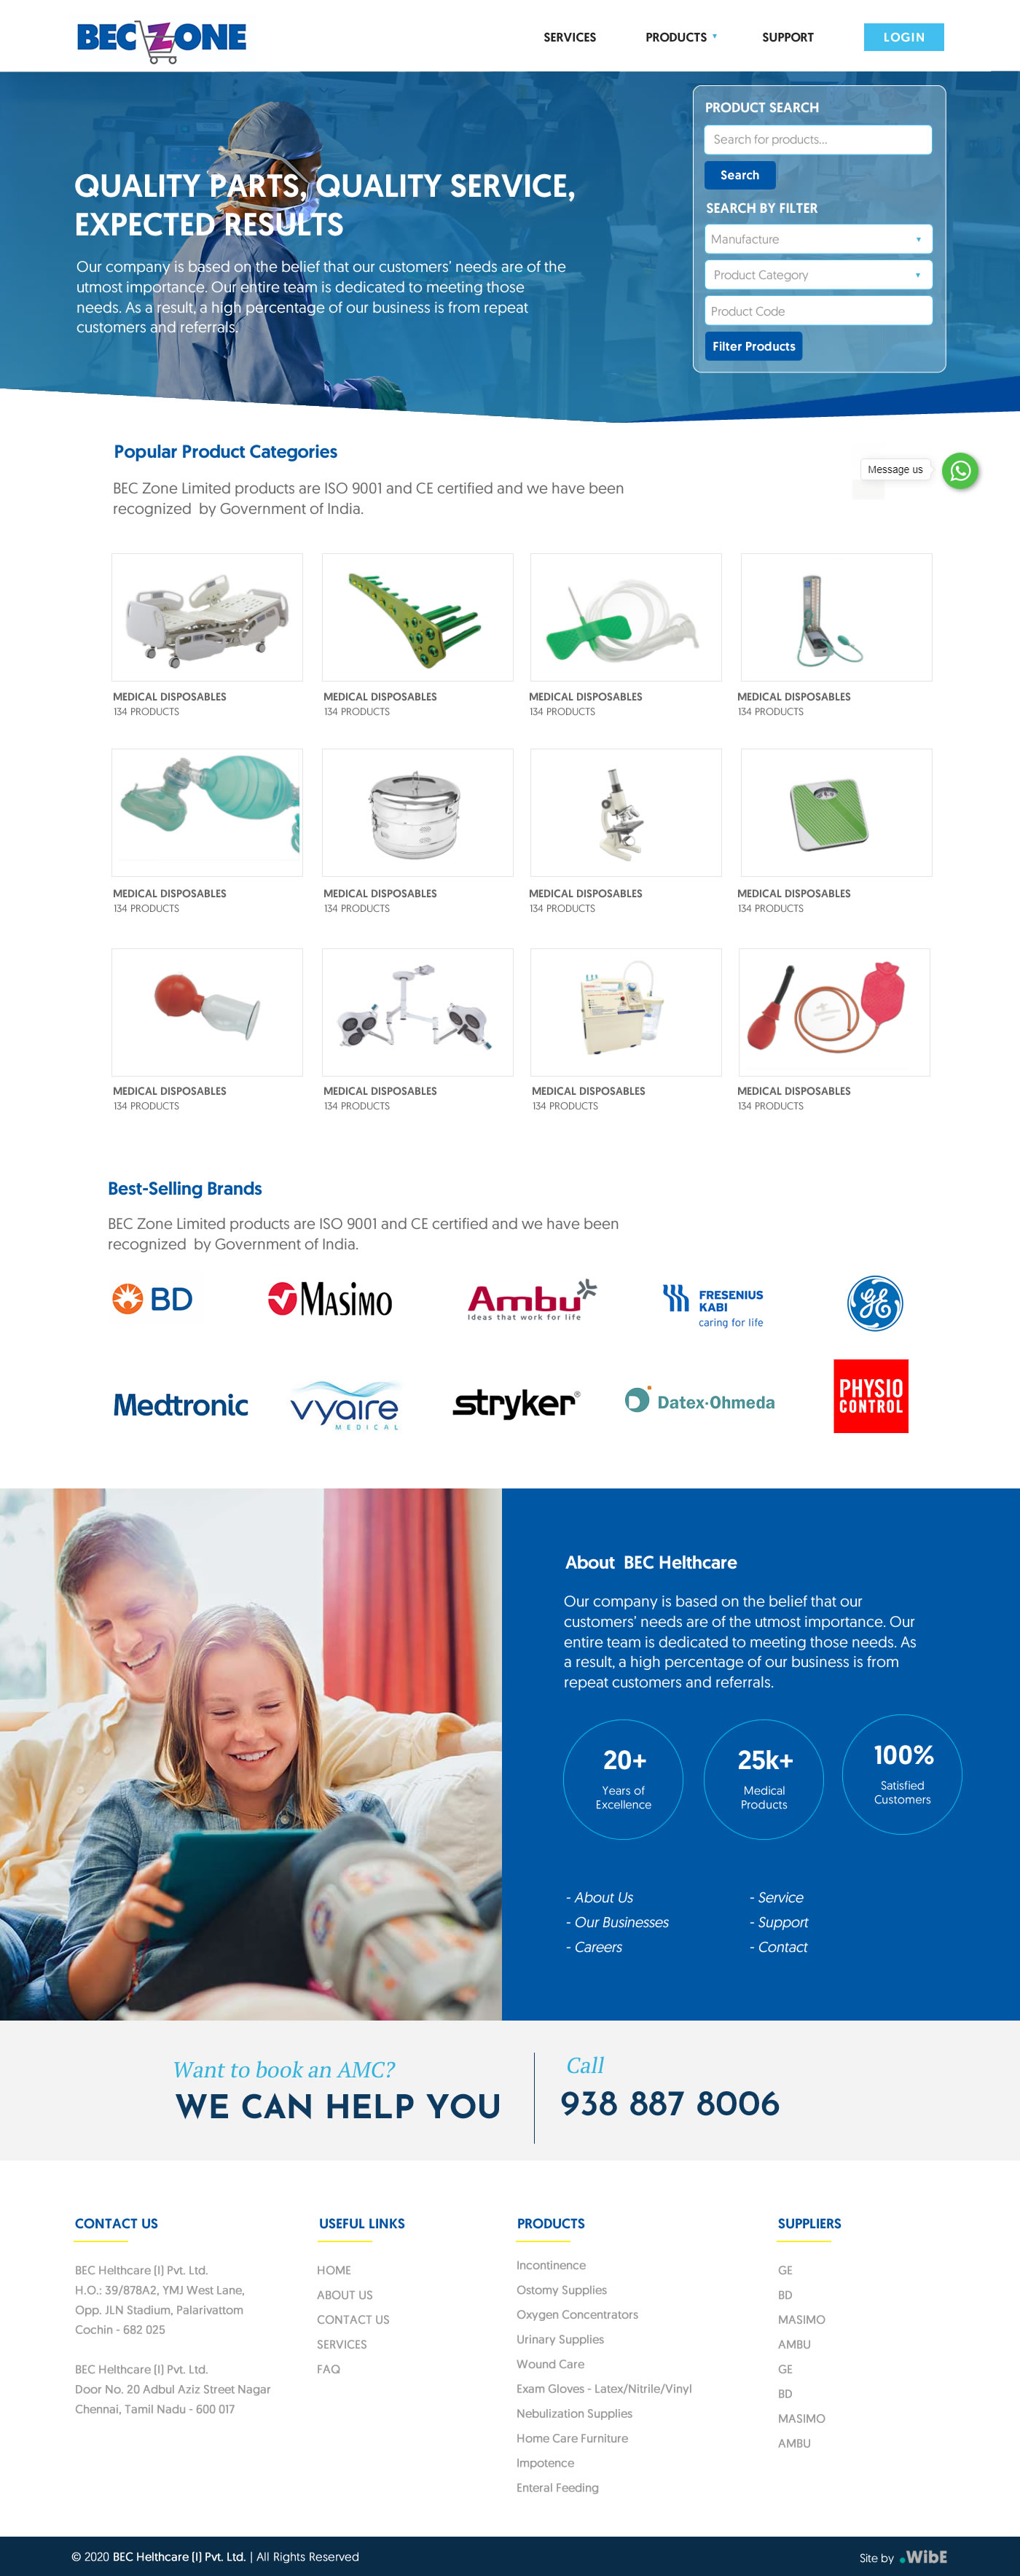 BEC ZONE
SERVICES PRODUCTS SUPPORT LOGIN
QUALITY PARTS, QUALITY SERVICE,
EXPECTED RESULTS
Our company is based on the belief that our customers' needs are of the
utmost importance. Our entire team is dedicated to meeting those
needs. As a result, a high percentage of our business is from repeat
customers and referrals.
PRODUCT SEARCH
Search for products...
Search
SEARCH BY FILTER
Manufacture
Product Category
Product Code
Filter Products
Popular Product Categories
BEC Zone Limited products are ISO 9001 and CE certified and we have been
recognized by Government of India.
Message us
MEDICAL DISPOSABLES MEDICAL DISPOSABLES MEDICAL DISPOSABLES MEDICAL DISPOSABLES
134 PRODUCTS 134 PRODUCTS 134 PRODUCTS 134 PRODUCTS
MEDICAL DISPOSABLES MEDICAL DISPOSABLES MEDICAL DISPOSABLES MEDICAL DISPOSABLES
134 PRODUCTS 134 PRODUCTS 134 PRODUCTS 134 PRODUCTS
MEDICAL DISPOSABLES MEDICAL DISPOSABLES MEDICAL DISPOSABLES MEDICAL DISPOSABLES
134 PRODUCTS 134 PRODUCTS 134 PRODUCTS 134 PRODUCTS
Best-Selling Brands
BEC Zone Limited products are ISO 9001 and CE certified and we have been
recognized by Government of India.
BD
Masimo
Ambu
Ideas that work for life
FRESENIUS
KABI
caring for life
GE
Medtronic
vyaire
MEDICAL
stryker®
Datex·Ohmeda
PHYSIO
CONTROL
About BEC Helthcare
Our company is based on the belief that our
customers' needs are of the utmost importance. Our
entire team is dedicated to meeting those needs. As
a result, a high percentage of our business is from
repeat customers and referrals.
20+
Years of
Excellence
25k+
Medical
Products
100%
Satisfied
Customers
- About Us
- Our Businesses
- Careers
- Service
- Support
- Contact
Want to book an AMC?
WE CAN HELP YOU
Call
938 887 8006
CONTACT US
BEC Helthcare (I) Pvt. Ltd.
H.O.: 39/878A2, YMJ West Lane,
Opp. JLN Stadium, Palarivattom
Cochin - 682 025
BEC Helthcare (I) Pvt. Ltd.
Door No. 20 Adbul Aziz Street Nagar
Chennai, Tamil Nadu - 600 017
USEFUL LINKS
HOME
ABOUT US
CONTACT US
SERVICES
FAQ
PRODUCTS
Incontinence
Ostomy Supplies
Oxygen Concentrators
Urinary Supplies
Wound Care
Exam Gloves - Latex/Nitrile/Vinyl
Nebulization Supplies
Home Care Furniture
Impotence
Enteral Feeding
SUPPLIERS
GE
BD
MASIMO
AMBU
GE
BD
MASIMO
AMBU
© 2020 BEC Helthcare (I) Pvt. Ltd. | All Rights Reserved
Site by .WibE